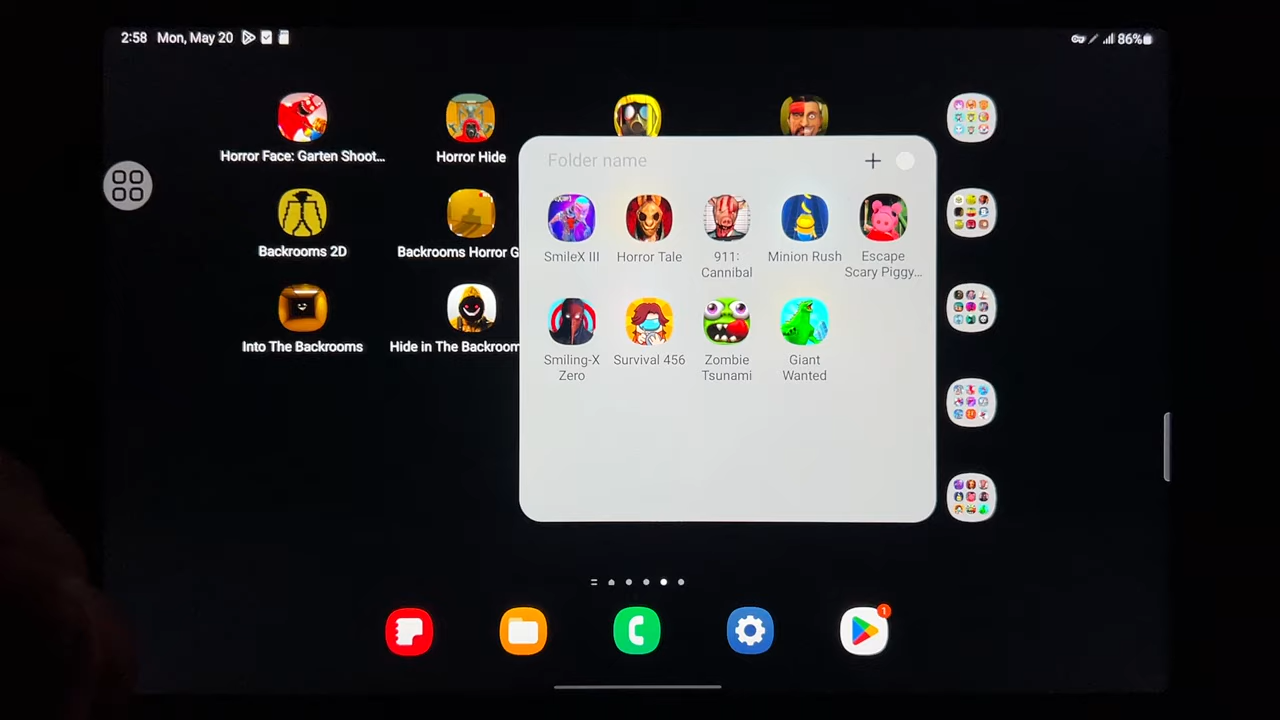 2:58 Mon, May 20
86%
Horror Face: Garten Shoot...
Horror Hide
Backrooms 2D
Backrooms Horror G
Into The Backrooms
Hide in The Backroom
Folder name
SmileX III
Horror Tale
911:
Cannibal
Minion Rush
Escape
Scary Piggy...
Smiling-X
Zero
Survival 456
Zombie
Tsunami
Giant
Wanted
1